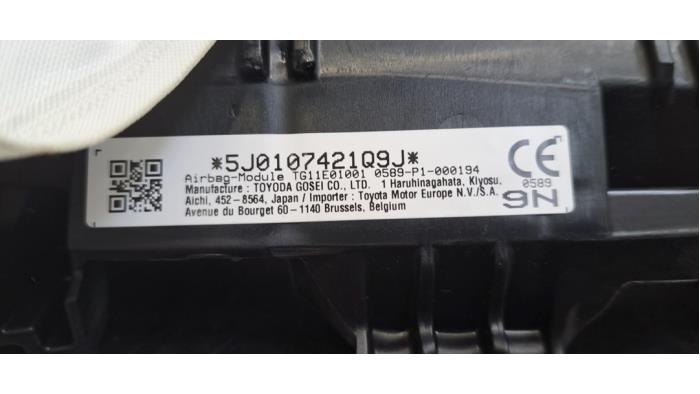 *5J0107421Q9J*
Airbag-Module TG11E01001 0589-P1-000194
Manufacture : TOYODA GOSEI CO., LTD. 1 Haruhinagahata, Kiyosu,
Aichi, 452-8564, Japan / Importer : Toyota Motor Europe N.V./S.A.
Avenue du Bourget 60-1140 Brussels, Belgium
CE
0589
9N